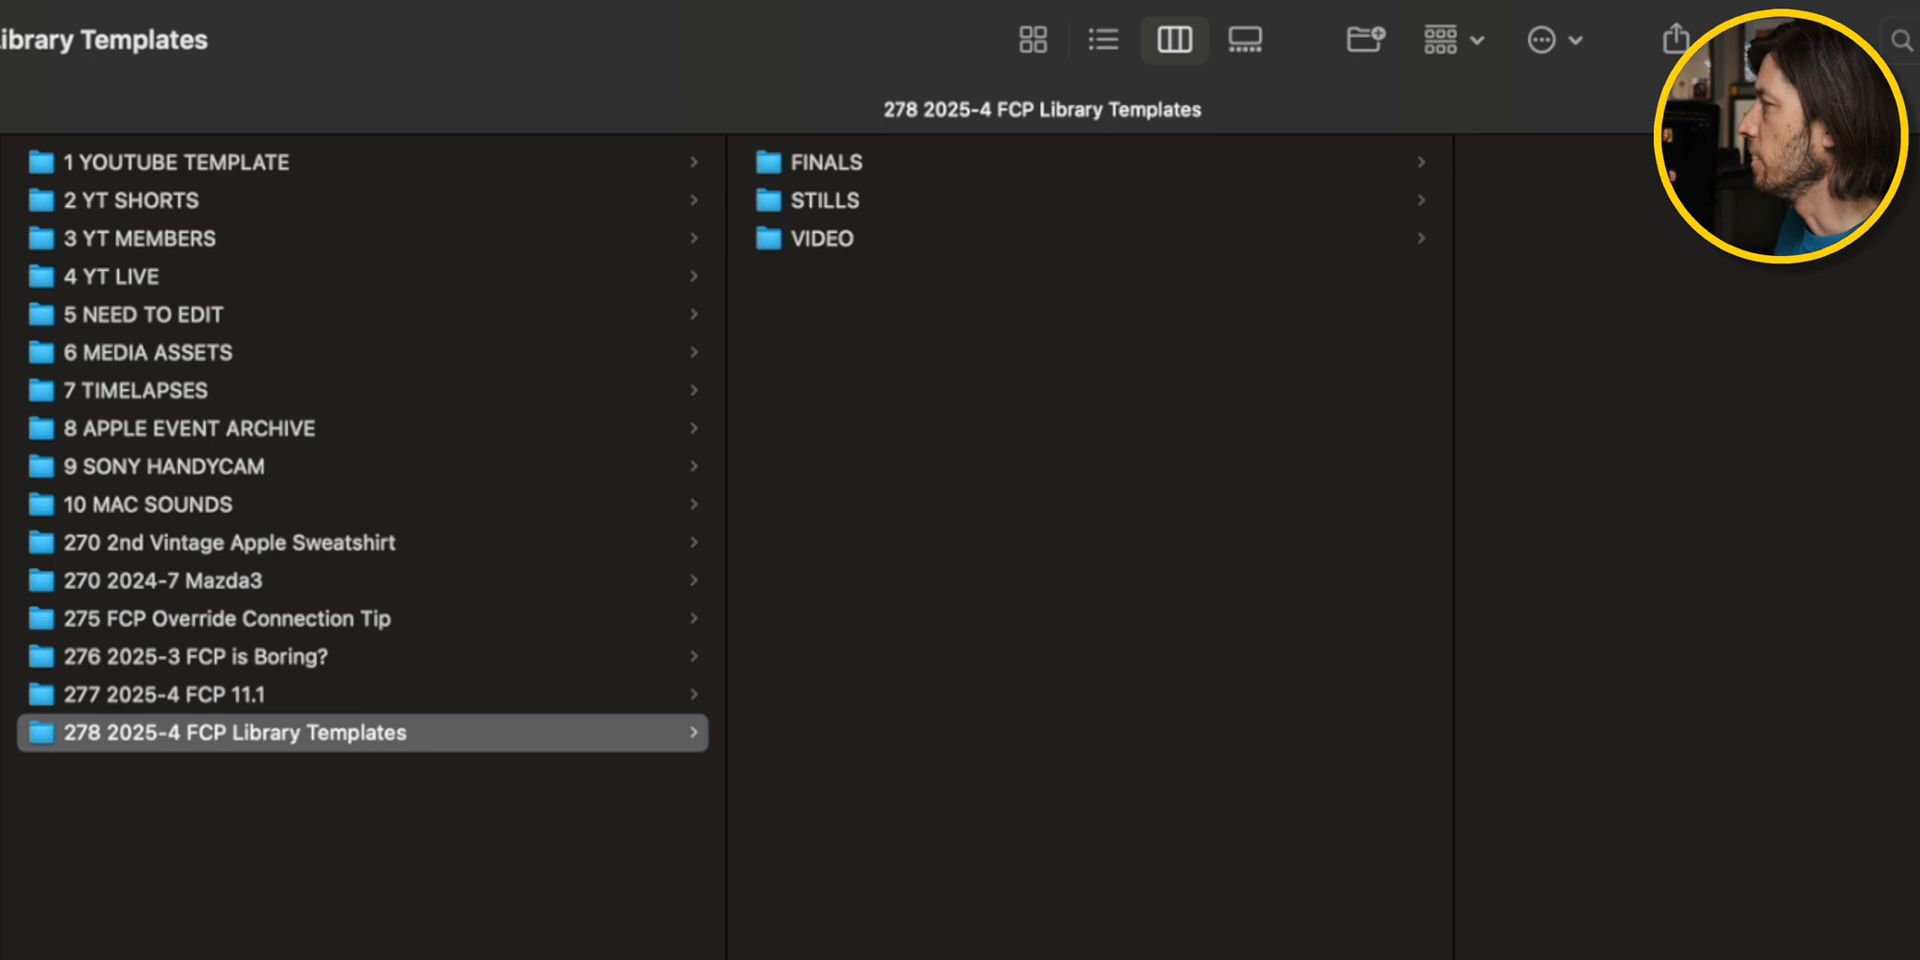 ibrary Templates
278 2025-4 FCP Library Templates
1 YOUTUBE TEMPLATE
2 YT SHORTS
3 YT MEMBERS
4 YT LIVE
5 NEED TO EDIT
6 MEDIA ASSETS
7 TIMELAPSES
8 APPLE EVENT ARCHIVE
9 SONY HANDYCAM
10 MAC SOUNDS
270 2nd Vintage Apple Sweatshirt
270 2024-7 Mazda3
275 FCP Override Connection Tip
276 2025-3 FCP is Boring?
277 2025-4 FCP 11.1
278 2025-4 FCP Library Templates
FINALS
STILLS
VIDEO